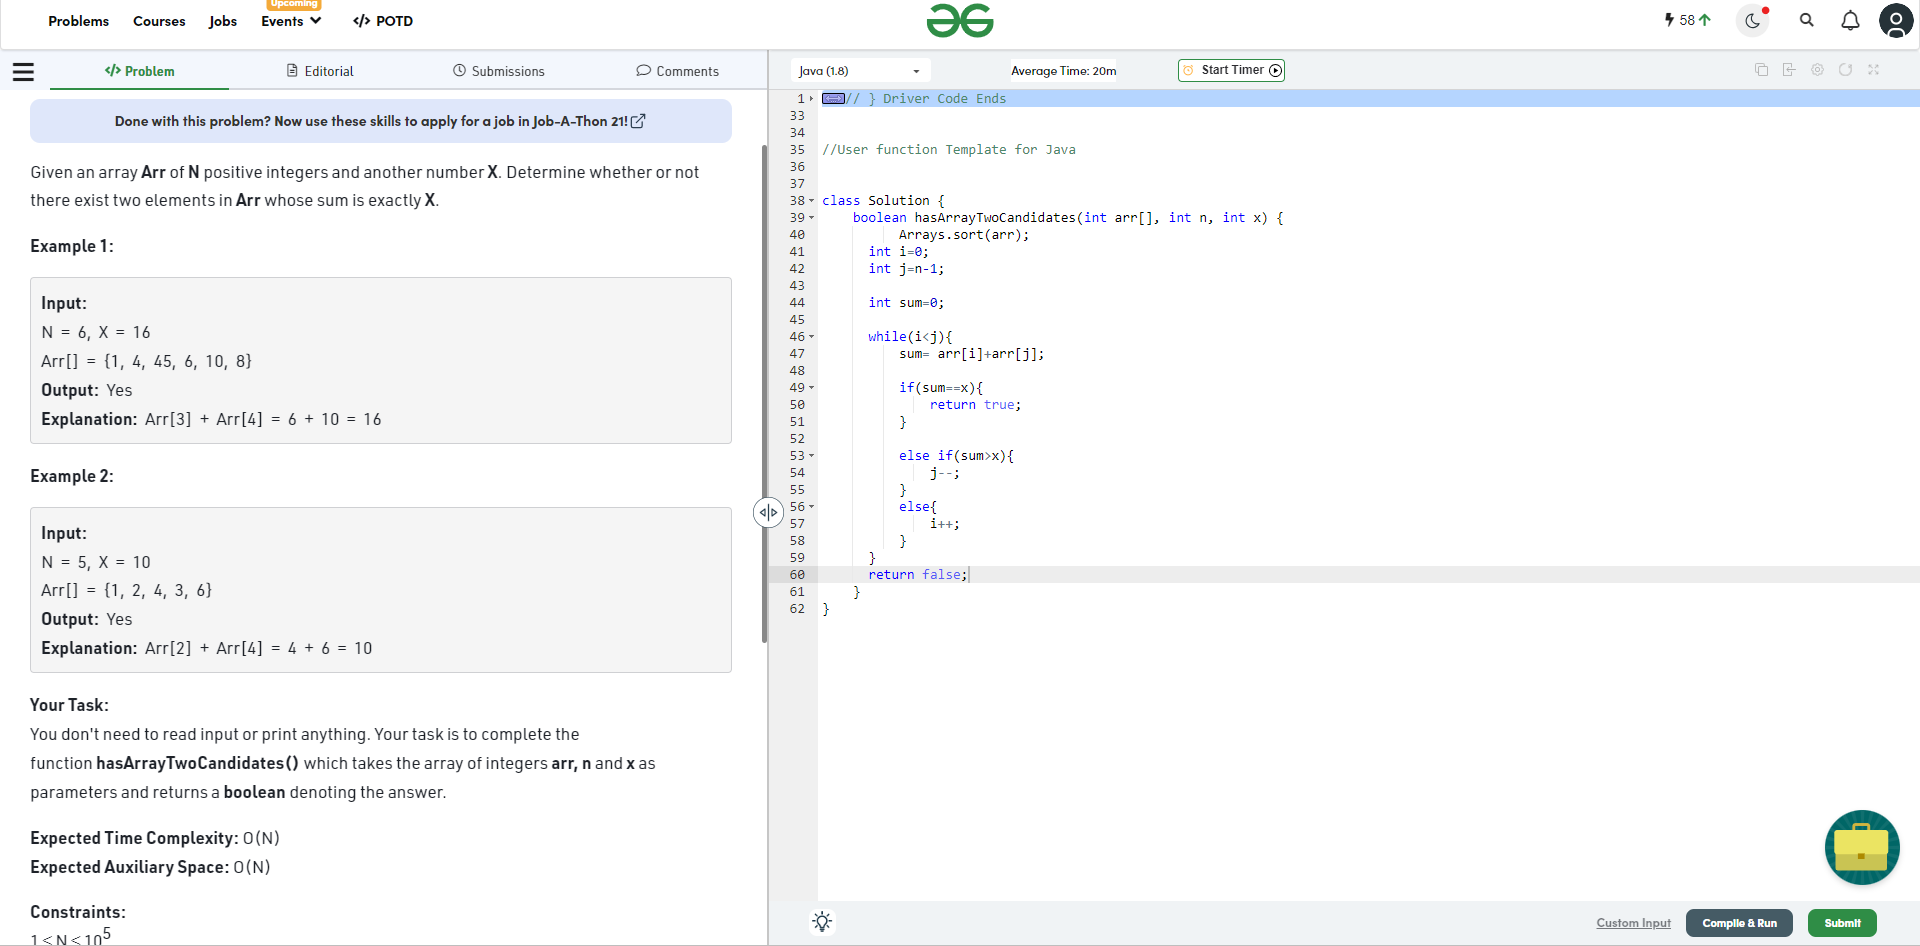 Problems Courses Jobs Upcoming Events </> POTD
58
</> Problem Editorial Submissions Comments
Java (1.8) Average Time: 20m Start Timer
Done with this problem? Now use these skills to apply for a job in Job-A-Thon 21!
Given an array Arr of N positive integers and another number X. Determine whether or not
there exist two elements in Arr whose sum is exactly X.
Example 1:
Input:
N = 6, X = 16
Arr[] = {1, 4, 45, 6, 10, 8}
Output: Yes
Explanation: Arr[3] + Arr[4] = 6 + 10 = 16
Example 2:
Input:
N = 5, X = 10
Arr[] = {1, 2, 4, 3, 6}
Output: Yes
Explanation: Arr[2] + Arr[4] = 4 + 6 = 10
Your Task:
You don't need to read input or print anything. Your task is to complete the
function hasArrayTwoCandidates() which takes the array of integers arr, n and x as
parameters and returns a boolean denoting the answer.
Expected Time Complexity: O(N)
Expected Auxiliary Space: O(N)
Constraints:
1 ≤ N ≤ 10^5
1 // } Driver Code Ends
33
34
35 //User function Template for Java
36
37
38 class Solution {
39 boolean hasArrayTwoCandidates(int arr[], int n, int x) {
40 Arrays.sort(arr);
41 int i=0;
42 int j=n-1;
43
44 int sum=0;
45
46 while(i<j){
47 sum= arr[i]+arr[j];
48
49 if(sum==x){
50 return true;
51 }
52
53 else if(sum>x){
54 j--;
55 }
56 else{
57 i++;
58 }
59 }
60 return false;
61 }
62 }
Custom Input Compile & Run Submit